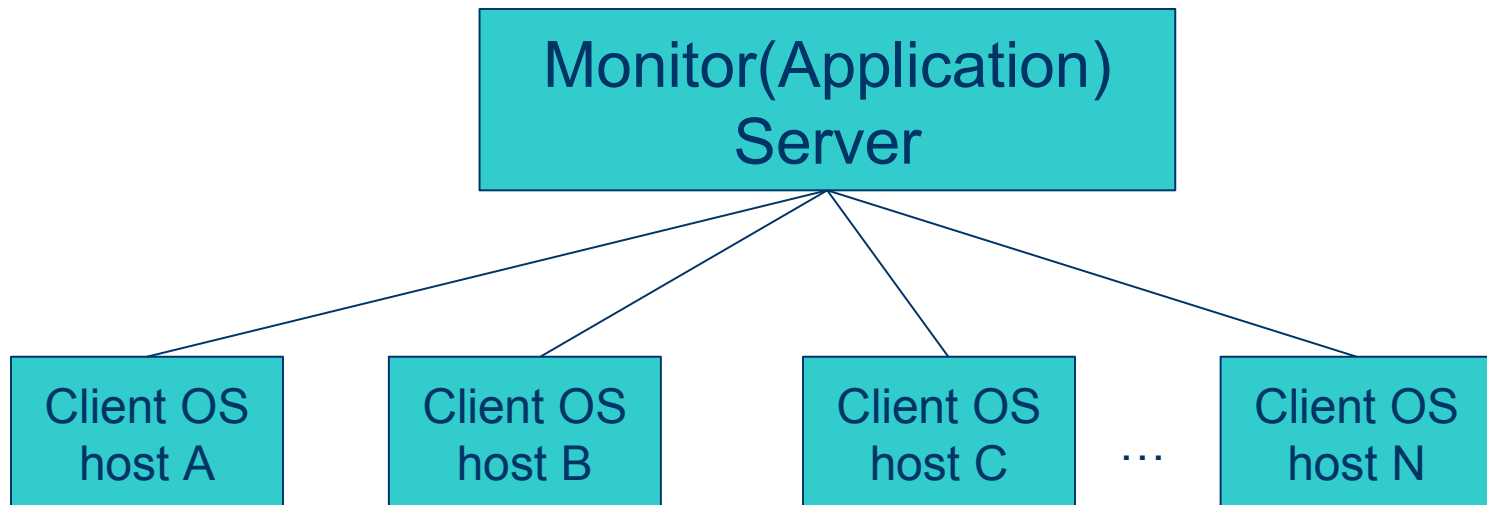 Monitor(Application)
Server
Client OS
host A
Client OS
host B
Client OS
host C
...
Client OS
host N